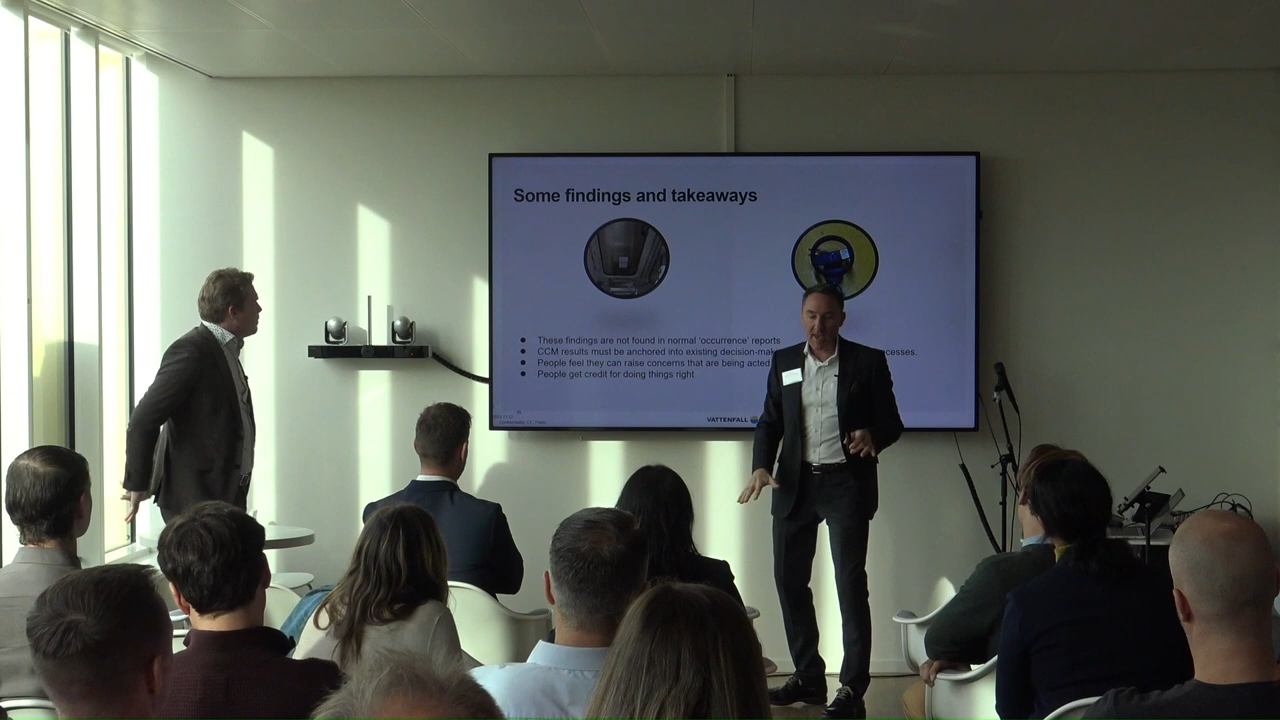 Some findings and takeaways
These findings are not found in normal 'occurrence' reports
CCM results must be anchored into existing decision-mak cesses.
People feel they can raise concerns that are being acted
People get credit for doing things right
VATTENFALL